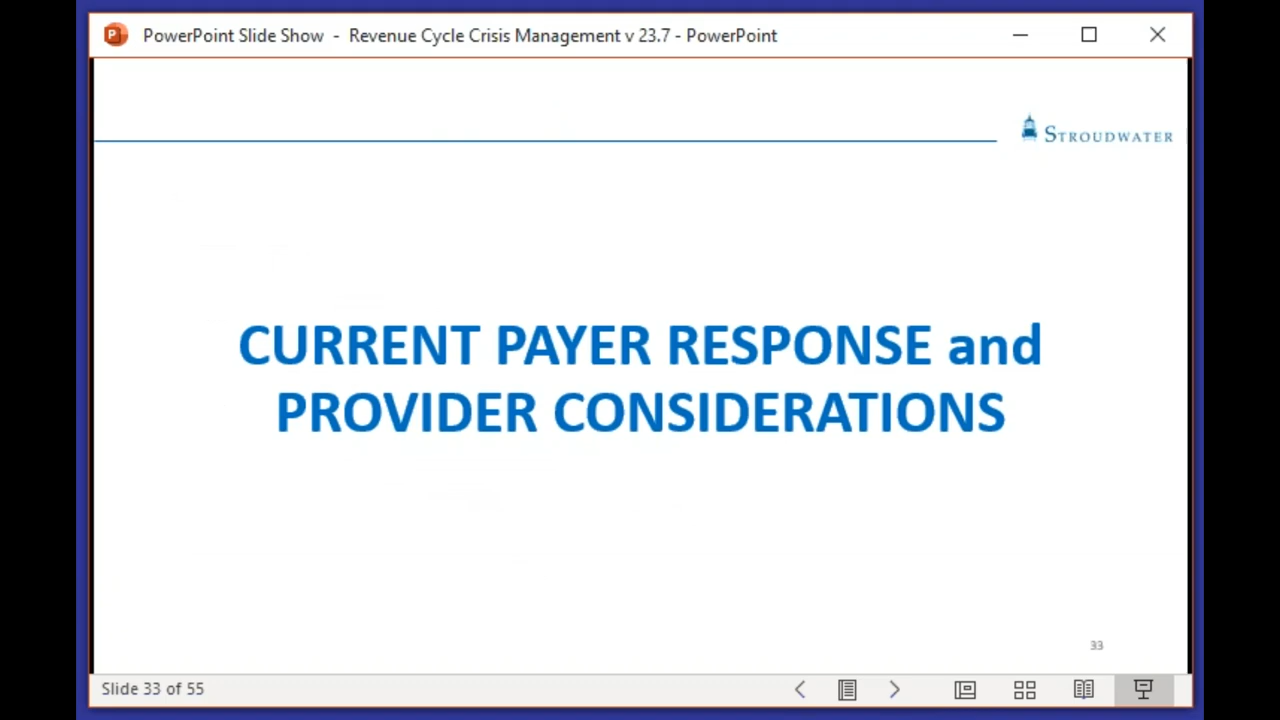 PowerPoint Slide Show - Revenue Cycle Crisis Management v 23.7 - PowerPoint
STROUDWATER
CURRENT PAYER RESPONSE and
PROVIDER CONSIDERATIONS
33
Slide 33 of 55